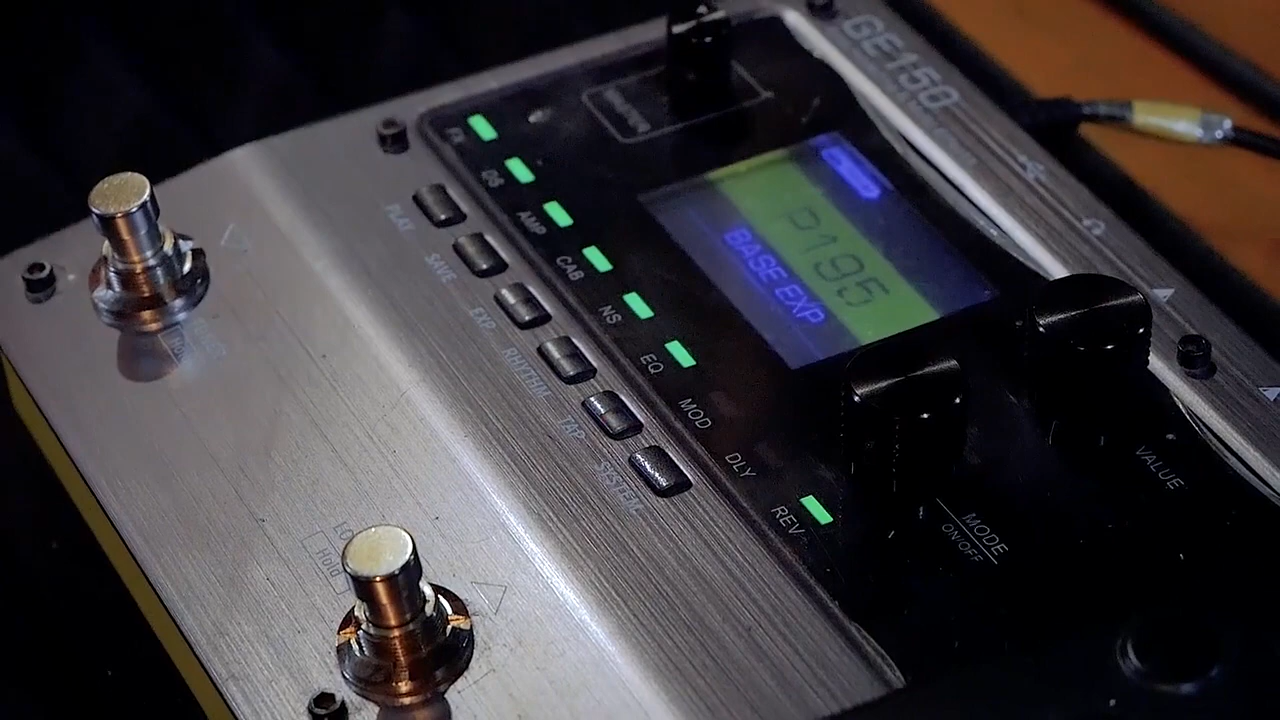 GE150
FX
DS
AMP
CAB
NS
EQ
MOD
DLY
REV
PLAY
SAVE
EXP
RHYTHM
TAP
SYSTEM
P195
BASE EXP
VALUE
MODE
ON/OFF
Hold